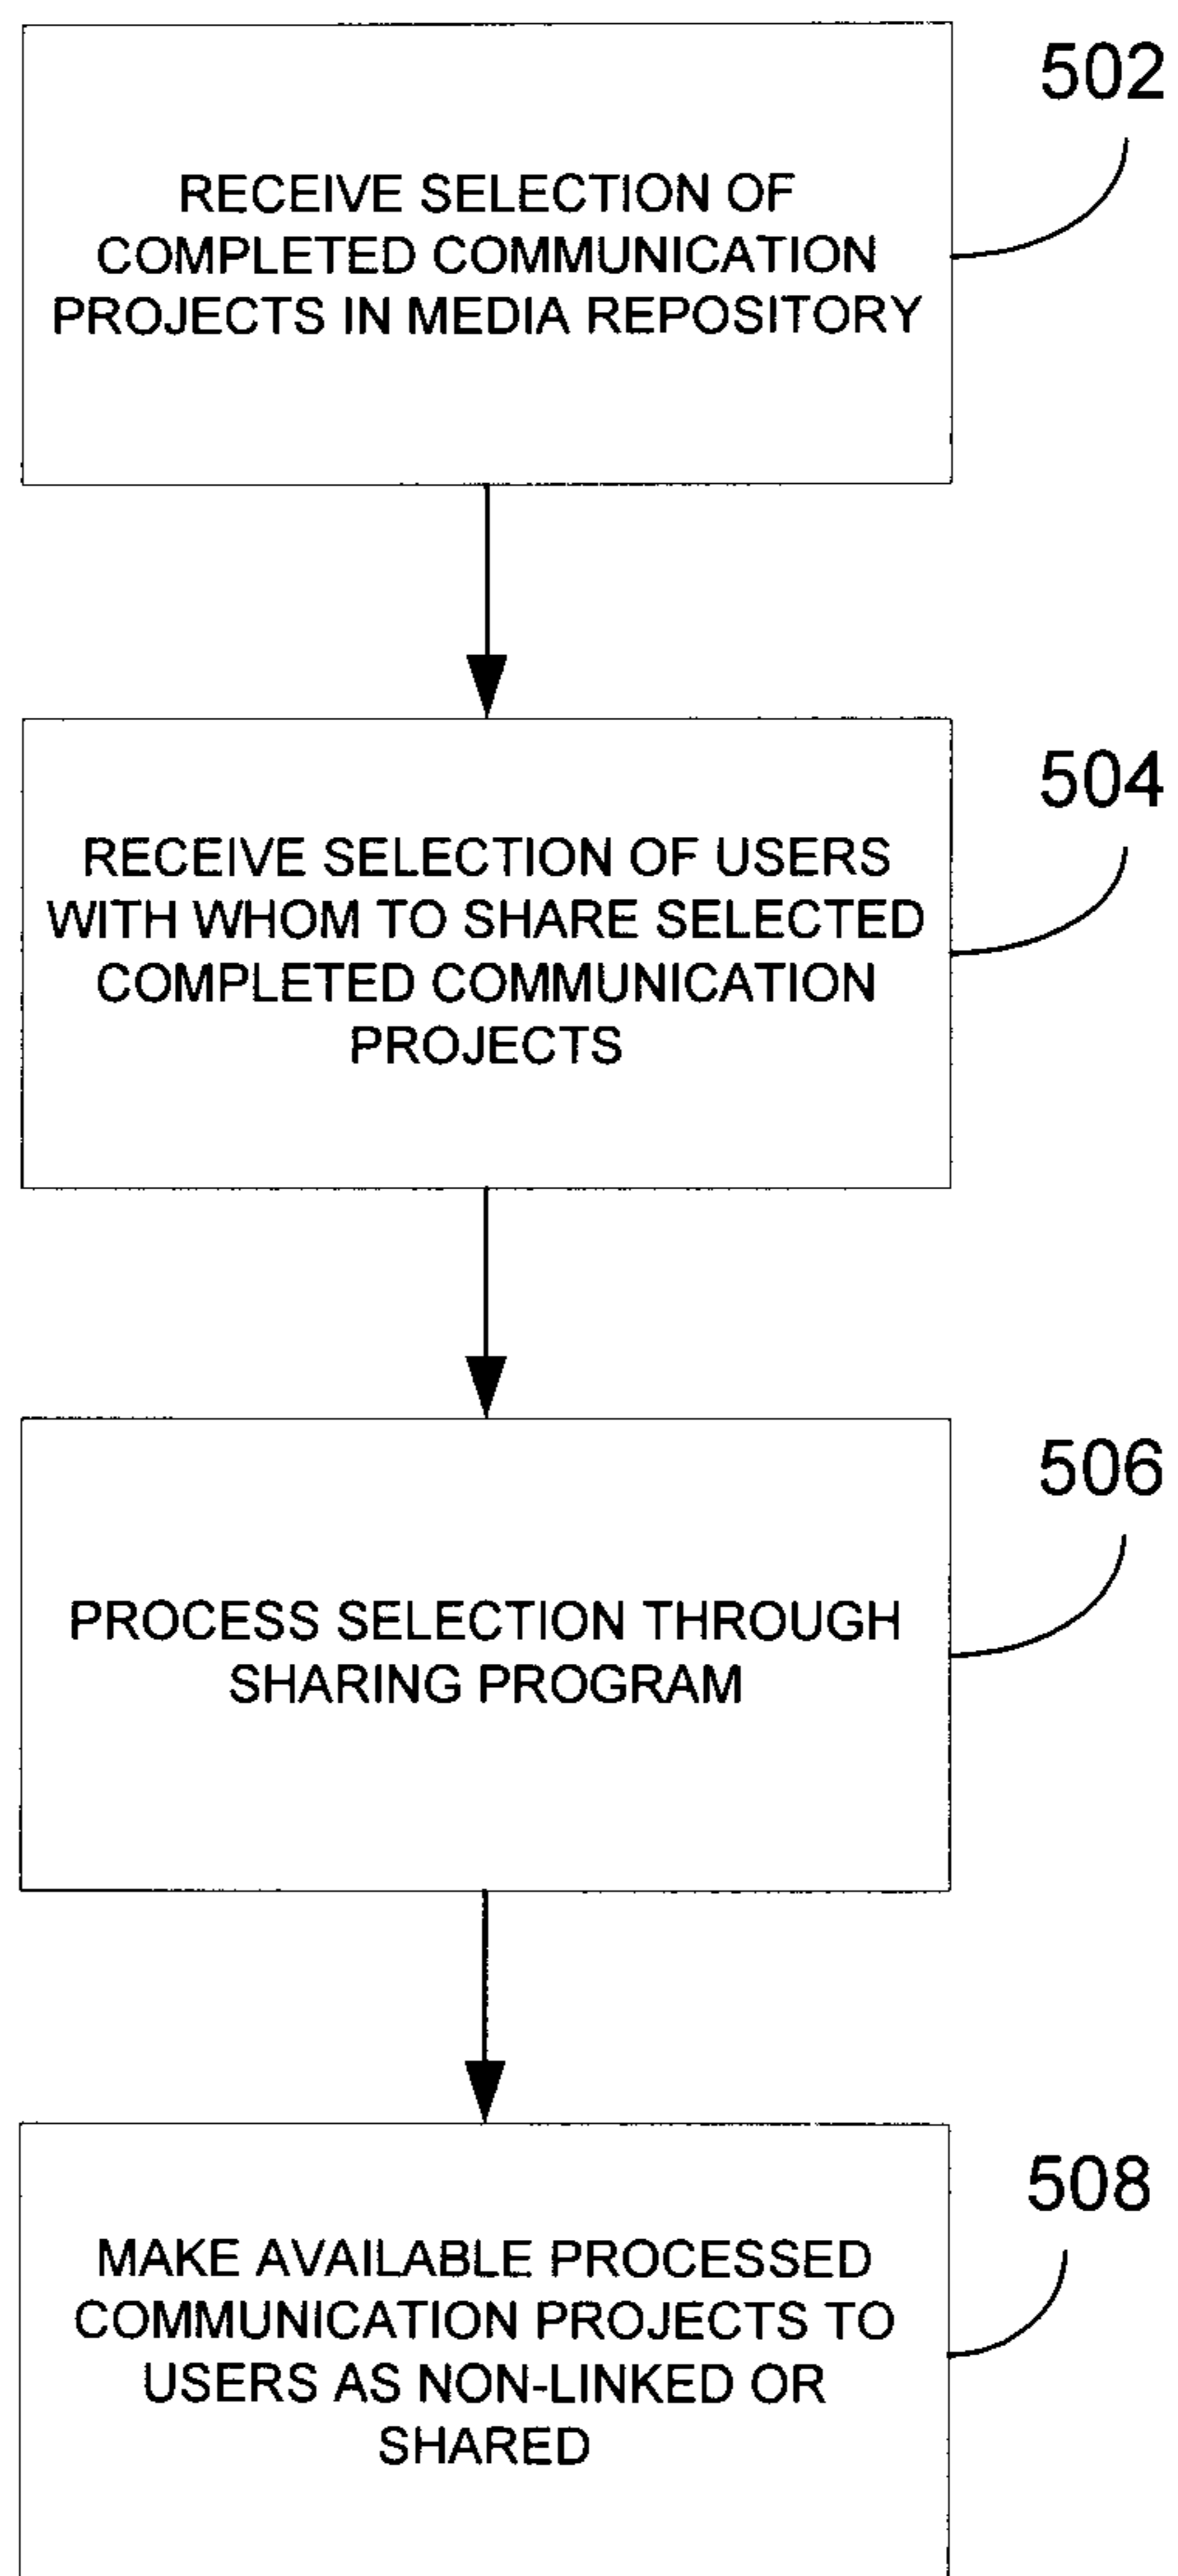 502
RECEIVE SELECTION OF
COMPLETED COMMUNICATION
PROJECTS IN MEDIA REPOSITORY
504
RECEIVE SELECTION OF USERS
WITH WHOM TO SHARE SELECTED
COMPLETED COMMUNICATION
PROJECTS
506
PROCESS SELECTION THROUGH
SHARING PROGRAM
508
MAKE AVAILABLE PROCESSED
COMMUNICATION PROJECTS TO
USERS AS NON-LINKED OR
SHARED